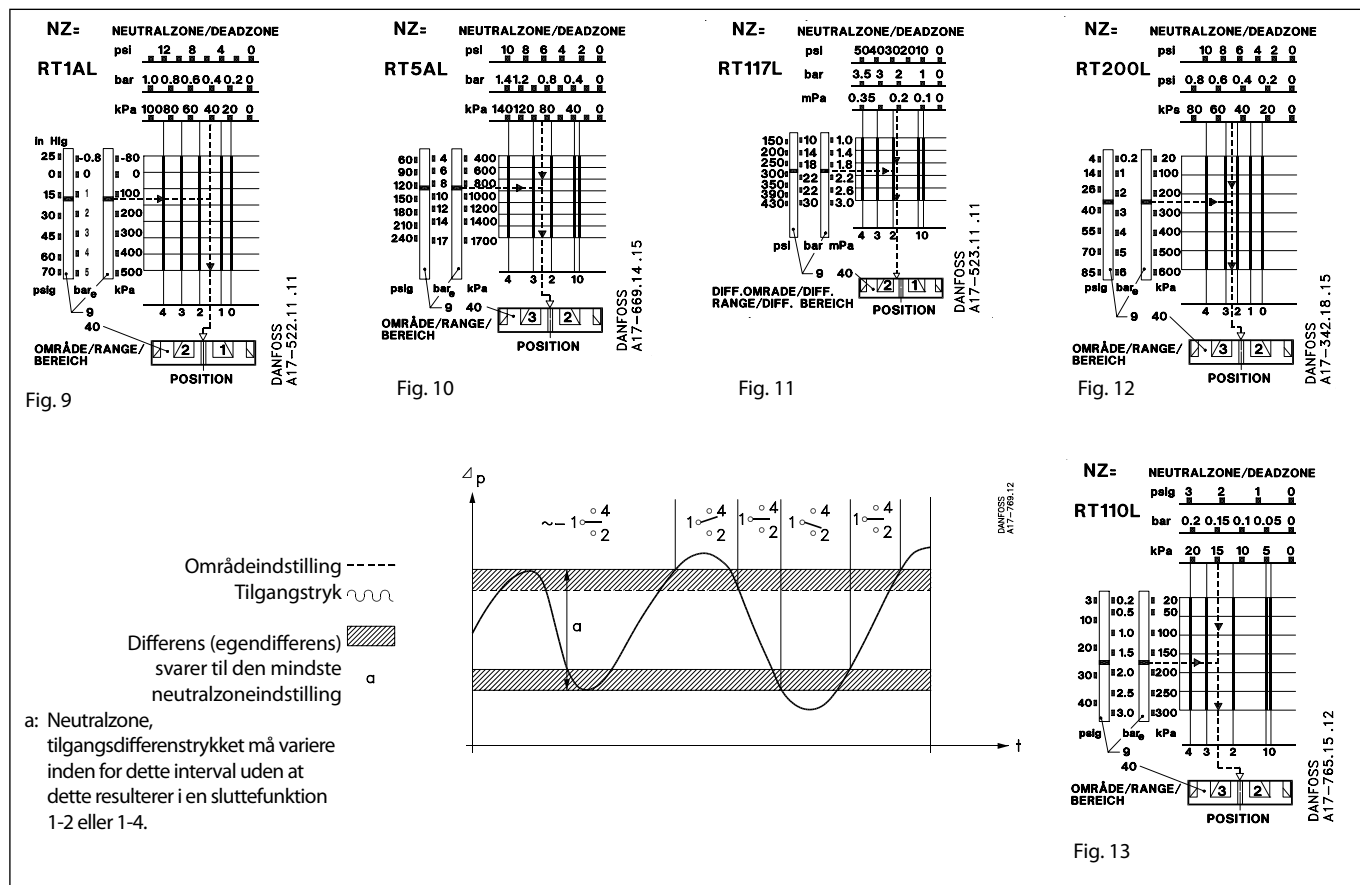 NZ= NEUTRALZONE/DEADZONE
psi 12 8 4 0
RT1AL
bar 1.0 0.8 0.6 0.4 0.2 0
kPa 100 80 60 40 20 0
In Hlg
25 -0.8 -80
0 0 0
15 1 100
30 2 200
45 3 300
60 4 400
70 5 500
psig bare kPa
4 3 2 1 0
9
40
OMRÅDE/RANGE/
BEREICH
2 1
POSITION
DANFOSS
A17-522.11.11
Fig. 9
NZ= NEUTRALZONE/DEADZONE
psi 10 8 6 4 2 0
RT5AL
bar 1.4 1.2 0.8 0.4 0
kPa 140 120 80 40 0
60 4 400
90 6 600
120 8 800
150 10 1000
180 12 1200
210 14 1400
240 17 1700
psig bare kPa
4 3 2 1 0
9
40
OMRÅDE/RANGE/
BEREICH
3 2
POSITION
DANFOSS
A17-669.14.15
Fig. 10
NZ= NEUTRALZONE/DEADZONE
psi 50 40 30 20 10 0
RT117L
bar 3.5 3 2 1 0
mPa 0.35 0.2 0.1 0
150 10 1.0
200 14 1.4
250 18 1.8
300 22 2.2
350 22 2.6
390
430 30 3.0
4 3 2 1 0
psi bar mPa
9 40
DIFF.OMRADE/DIFF.
RANGE/DIFF. BEREICH
2 1
POSITION
DANFOSS
A17-523.11.11
Fig. 11
NZ= NEUTRALZONE/DEADZONE
psi 10 8 6 4 2 0
RT200L
psi 0.8 0.6 0.4 0.2 0
kPs 80 60 40 20 0
4 0.2 20
14 1 100
26 2 200
40 3 300
55 4 400
70 5 500
85 6 600
psig bare kPa
4 3 2 1 0
9 40
OMRÅDE/RANGE/
BEREICH
3 2
POSITION
DANFOSS
A17-342.18.15
Fig. 12
Δp
~– 1 4 2
1 4 2
1 4 2
1 4 2
1 4 2
a
t
DANFOSS
A17-769.12
Områdeindstilling
Tilgangstryk
Differens (egendifferens)
svarer til den mindste
neutralzoneindstilling
a
a: Neutralzone,
tilgangsdifferenstrykket må variere
inden for dette interval uden at
dette resulterer i en sluttefunktion
1-2 eller 1-4.
NZ= NEUTRALZONE/DEADZONE
psig 3 2 1 0
RT110L
bar 0.2 0.15 0.1 0.05 0
kPa 20 15 10 5 0
3 0.2 20
0.5 50
10 1.0 100
20 1.5 150
30 2.0 200
2.5 250
40 3.0 300
psig bare kPa
4 3 2 1 0
9
40
OMRÅDE/RANGE/
BEREICH
3 2
POSITION
DANFOSS
A17-765.15.12
Fig. 13